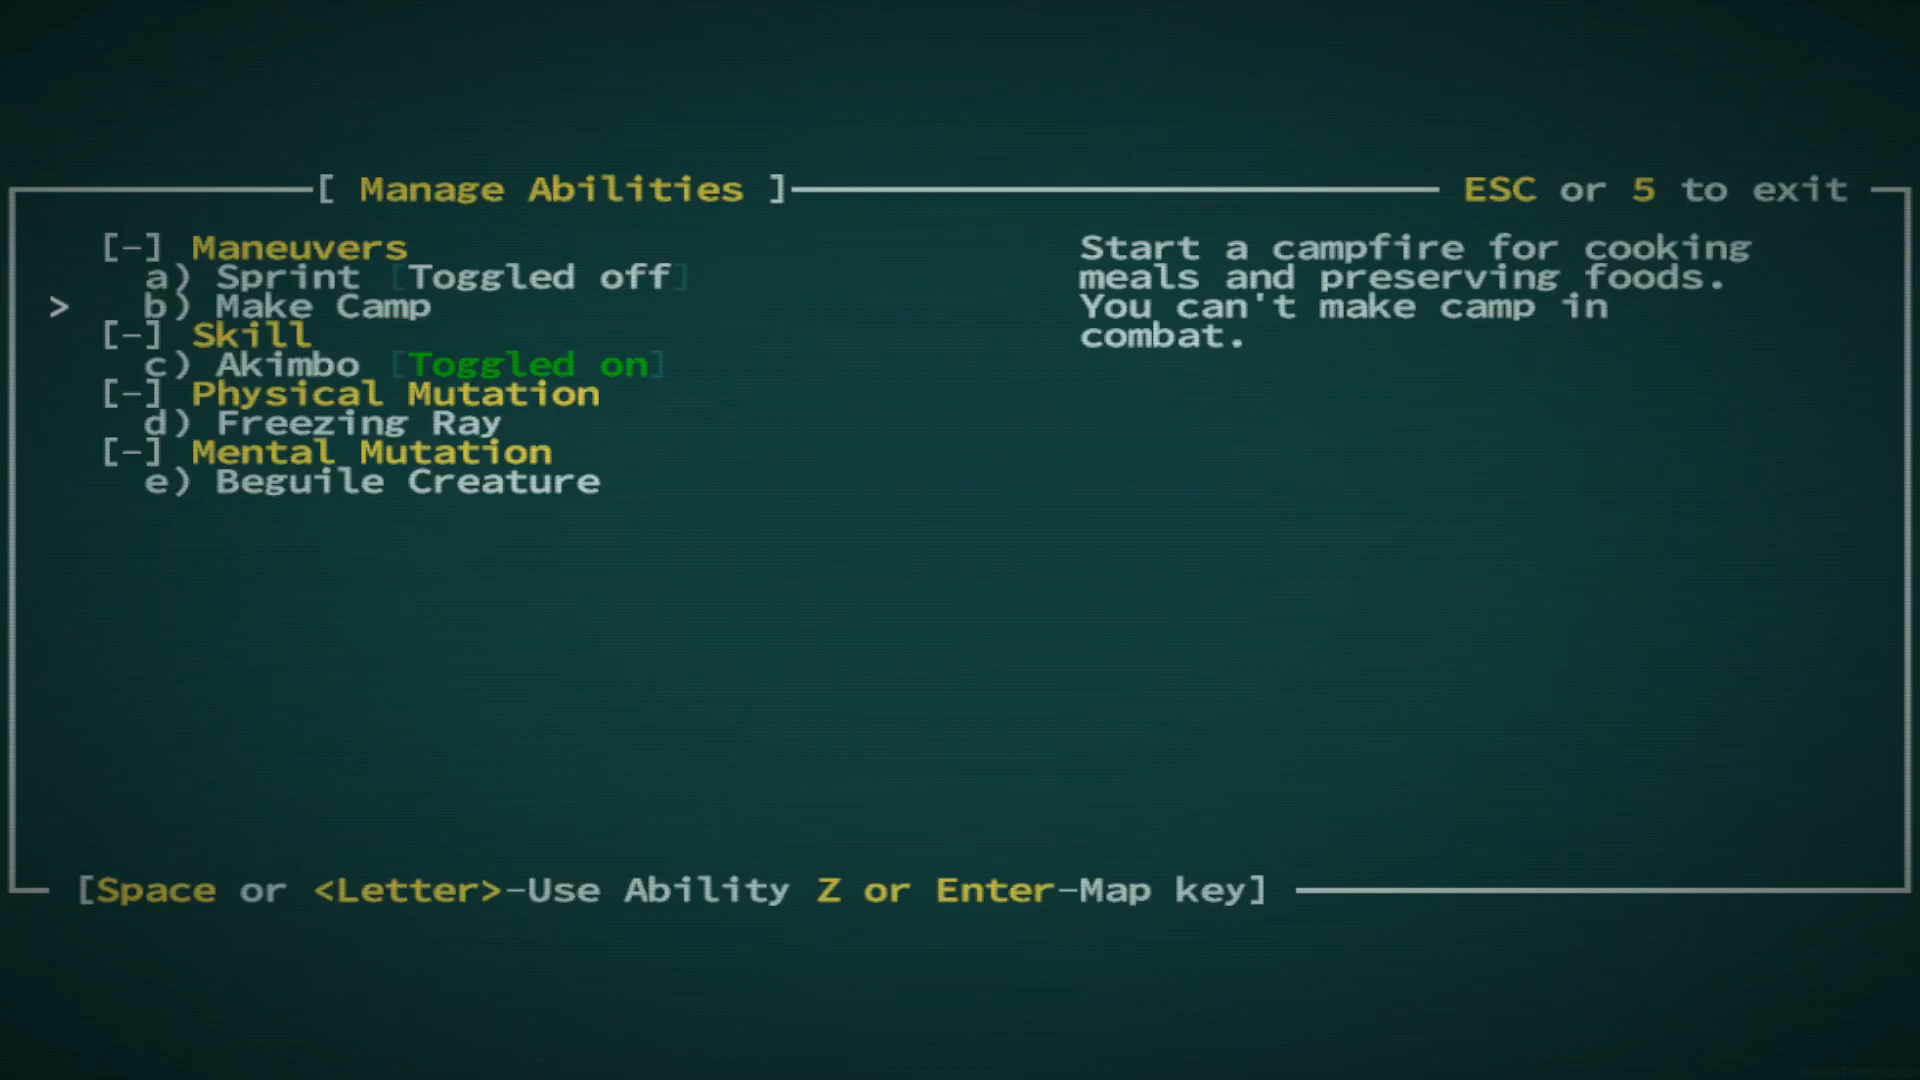 [ Manage Abilities ] ESC or 5 to exit
[-] Maneuvers
a) Sprint [Toggled off]
> b) Make Camp
[-] Skill
c) Akimbo [Toggled on]
[-] Physical Mutation
d) Freezing Ray
[-] Mental Mutation
e) Beguile Creature
Start a campfire for cooking
meals and preserving foods.
You can't make camp in
combat.
[Space or <Letter>-Use Ability Z or Enter-Map key]